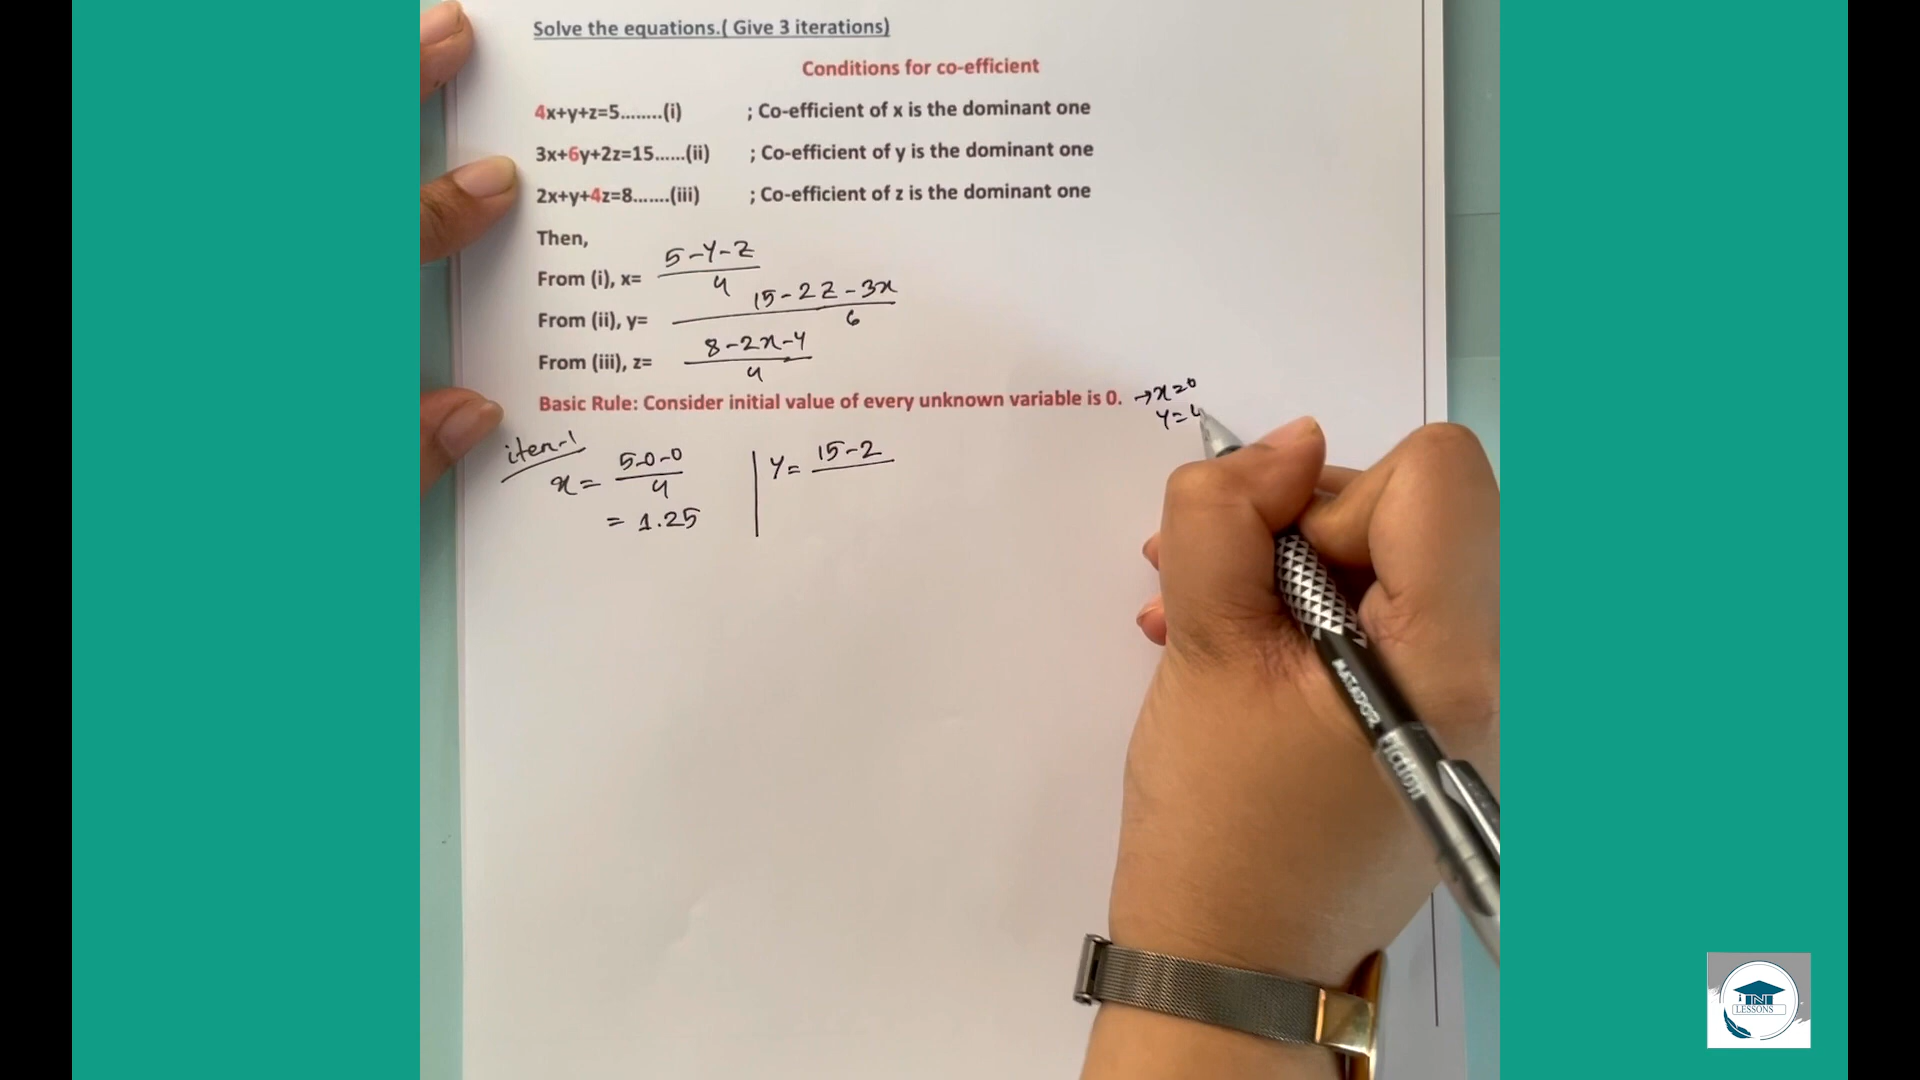 Solve the equations.( Give 3 iterations)
Conditions for co-efficient
4x+y+z=5........(i) ; Co-efficient of x is the dominant one
3x+6y+2z=15......(ii) ; Co-efficient of y is the dominant one
2x+y+4z=8.......(iii) ; Co-efficient of z is the dominant one
Then,
From (i), x= 5-y-z / 4
From (ii), y= 15-2z-3x / 6
From (iii), z= 8-2x-y / 4
Basic Rule: Consider initial value of every unknown variable is 0. →x=0
y=
iter-1
x= 5-0-0 / 4
= 1.25
y= 15-2
MATADOR
Fiction
LESSONS